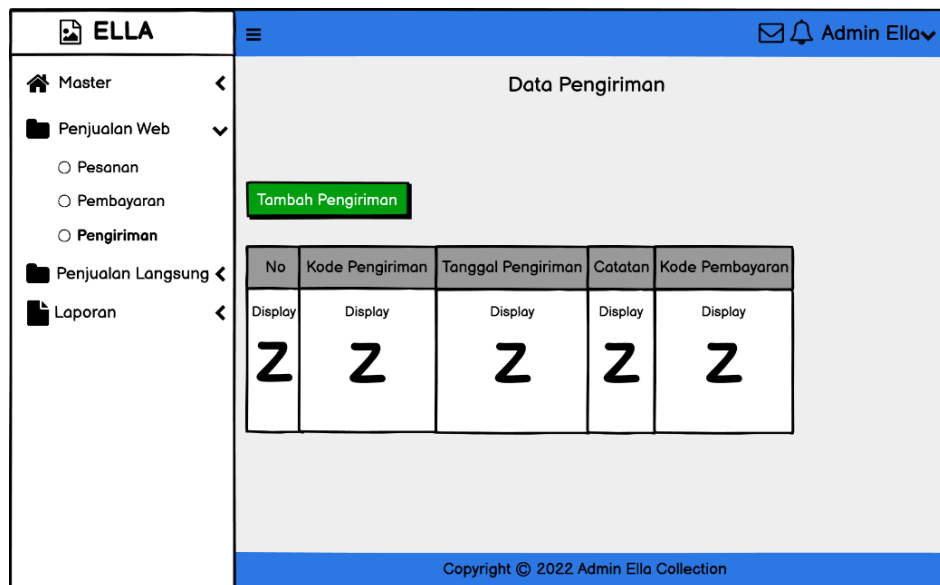 ELLA
Admin Ella
Master
Penjualan Web
Pesanan
Pembayaran
Pengiriman
Penjualan Langsung
Laporan
Data Pengiriman
Tambah Pengiriman
No Kode Pengiriman Tanggal Pengiriman Catatan Kode Pembayaran
Display Display Display Display Display
Z Z Z Z Z
Copyright © 2022 Admin Ella Collection